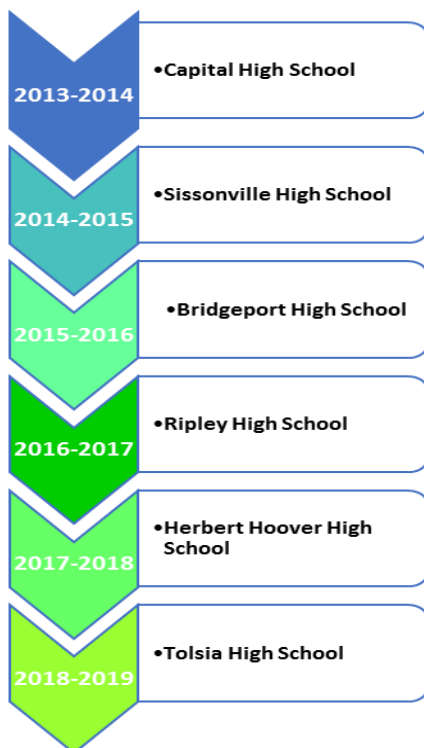 2013-2014
•Capital High School
2014-2015
•Sissonville High School
2015-2016
•Bridgeport High School
2016-2017
•Ripley High School
2017-2018
•Herbert Hoover High
School
2018-2019
•Tolsia High School